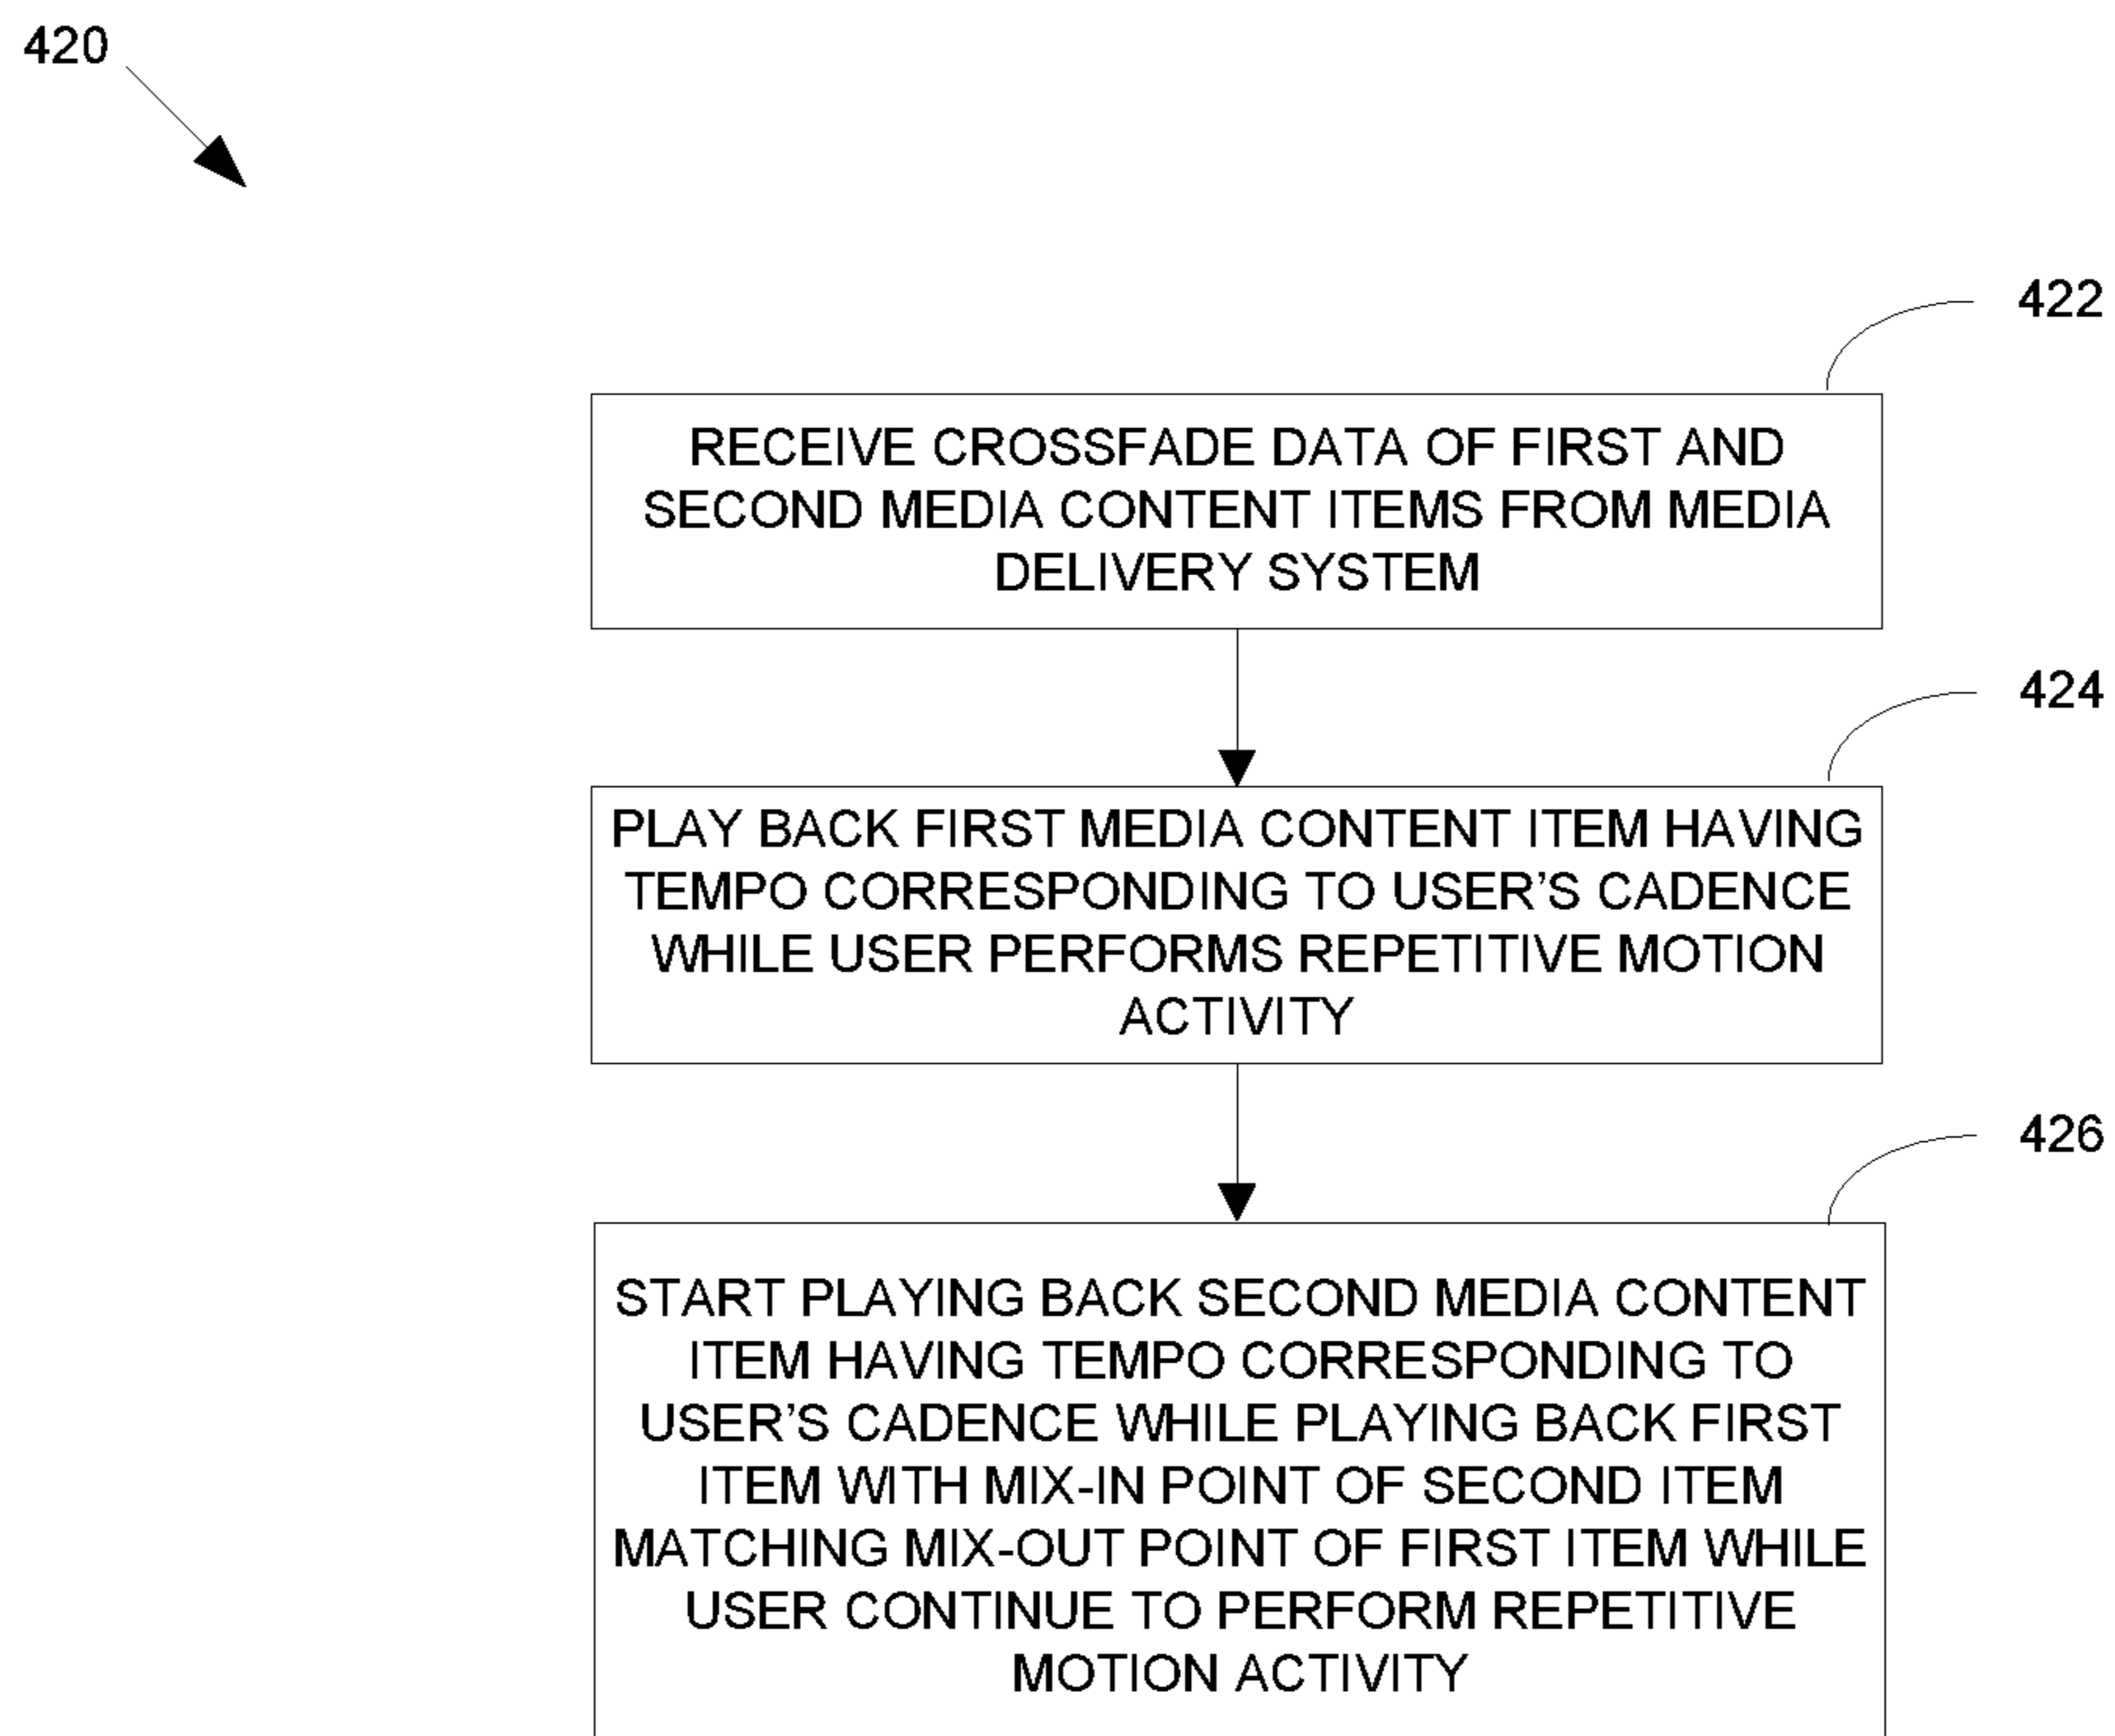 420
422
RECEIVE CROSSFADE DATA OF FIRST AND
SECOND MEDIA CONTENT ITEMS FROM MEDIA
DELIVERY SYSTEM
424
PLAY BACK FIRST MEDIA CONTENT ITEM HAVING
TEMPO CORRESPONDING TO USER’S CADENCE
WHILE USER PERFORMS REPETITIVE MOTION
ACTIVITY
426
START PLAYING BACK SECOND MEDIA CONTENT
ITEM HAVING TEMPO CORRESPONDING TO
USER’S CADENCE WHILE PLAYING BACK FIRST
ITEM WITH MIX-IN POINT OF SECOND ITEM
MATCHING MIX-OUT POINT OF FIRST ITEM WHILE
USER CONTINUE TO PERFORM REPETITIVE
MOTION ACTIVITY